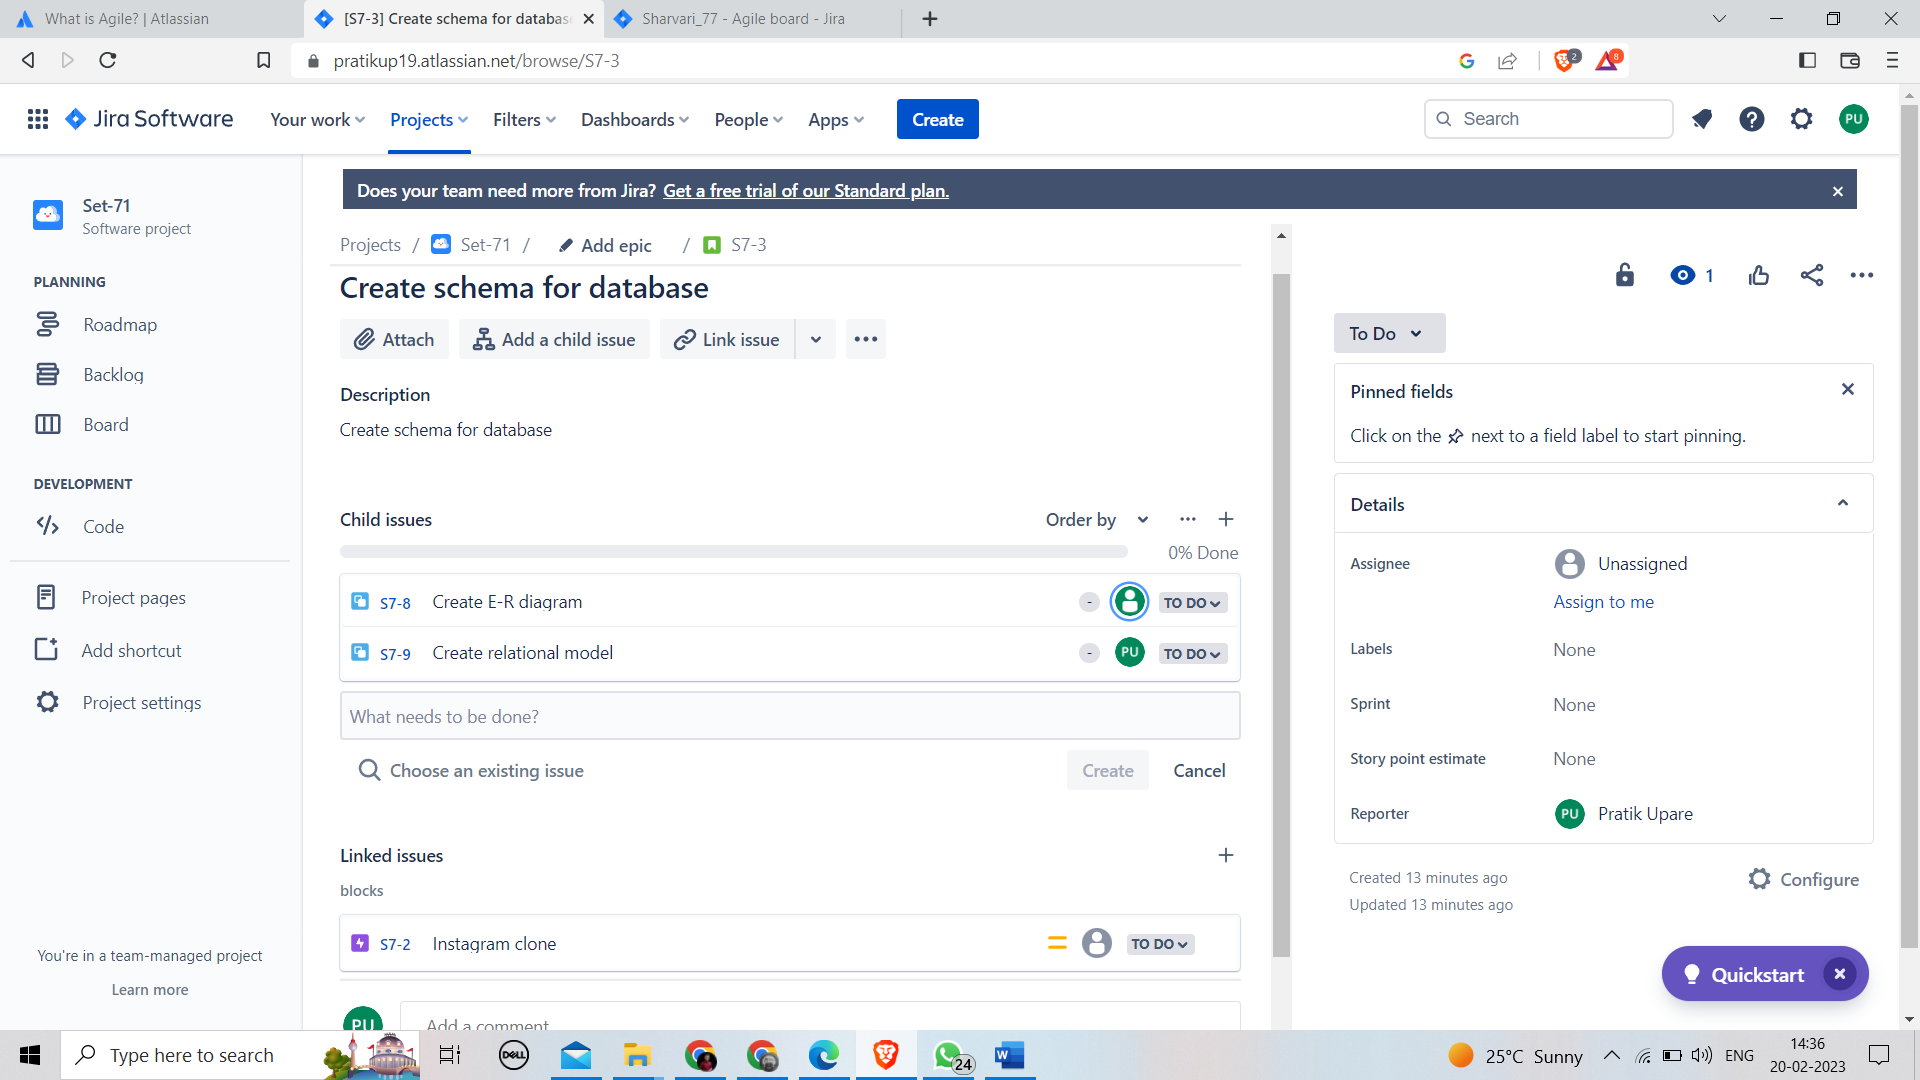 What is Agile? | Atlassian
[S7-3] Create schema for databas
Sharvari_77 - Agile board - Jira
pratikup19.atlassian.net/browse/S7-3
2
8
Jira Software
Your work
Projects
Filters
Dashboards
People
Apps
Create
Search
PU
Does your team need more from Jira? Get a free trial of our Standard plan.
Set-71
Software project
PLANNING
Roadmap
Backlog
Board
DEVELOPMENT
Code
Project pages
Add shortcut
Project settings
You're in a team-managed project
Learn more
Projects / Set-71 / Add epic / S7-3
Create schema for database
Attach
Add a child issue
Link issue
Description
Create schema for database
Child issues
Order by
0% Done
S7-8 Create E-R diagram - TO DO
S7-9 Create relational model - PU TO DO
What needs to be done?
Choose an existing issue
Create
Cancel
Linked issues
blocks
S7-2 Instagram clone TO DO
PU
Add a comment
1
To Do
Pinned fields
Click on the next to a field label to start pinning.
Details
Assignee
Unassigned
Assign to me
Labels
None
Sprint
None
Story point estimate
None
Reporter
PU Pratik Upare
Created 13 minutes ago
Updated 13 minutes ago
Configure
Quickstart
Type here to search
DELL
24
25°C Sunny
ENG
14:36
20-02-2023